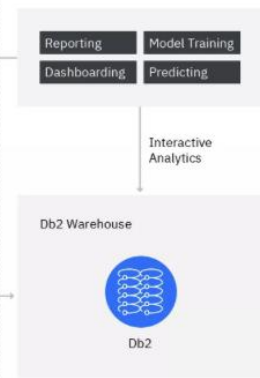 Reporting
Model Training
Dashboarding
Predicting
Interactive
Analytics
Db2 Warehouse
Db2